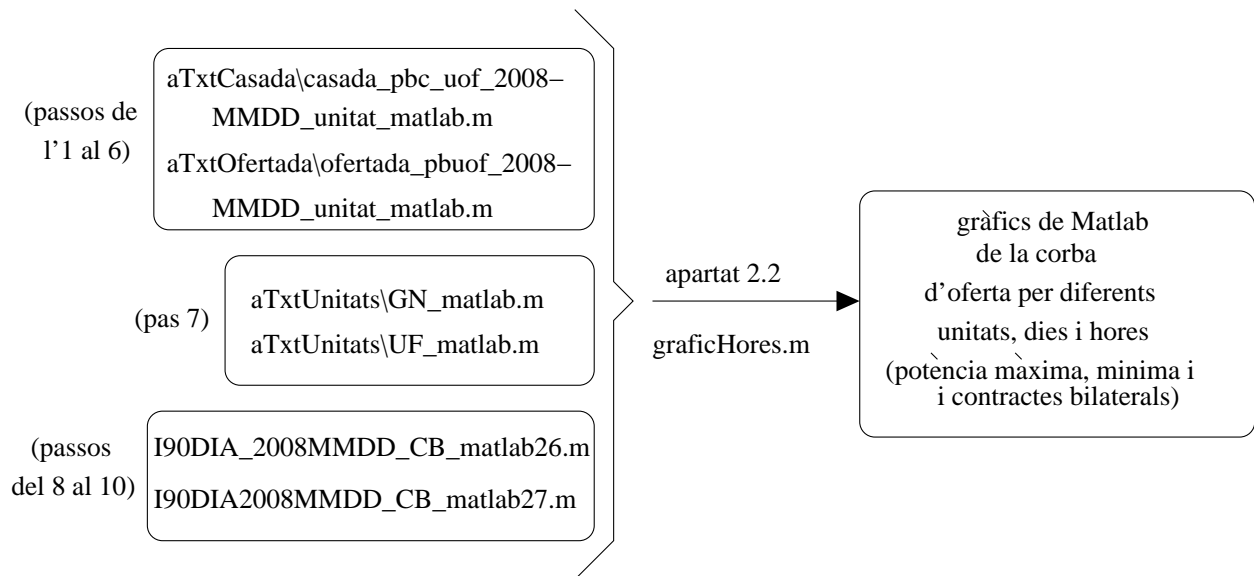 (passos de
l’1 al 6)
aTxtCasada\casada_pbc_uof_2008–
MMDD_unitat_matlab.m
aTxtOfertada\ofertada_pbuof_2008–
MMDD_unitat_matlab.m
(pas 7)
aTxtUnitats\GN_matlab.m
aTxtUnitats\UF_matlab.m
(passos
del 8 al 10)
I90DIA_2008MMDD_CB_matlab26.m
I90DIA2008MMDD_CB_matlab27.m
apartat 2.2
graficHores.m
gràfics de Matlab
de la corba
d’oferta per diferents
unitats, dies i hores
(potència màxima, minima i
i contractes bilaterals)